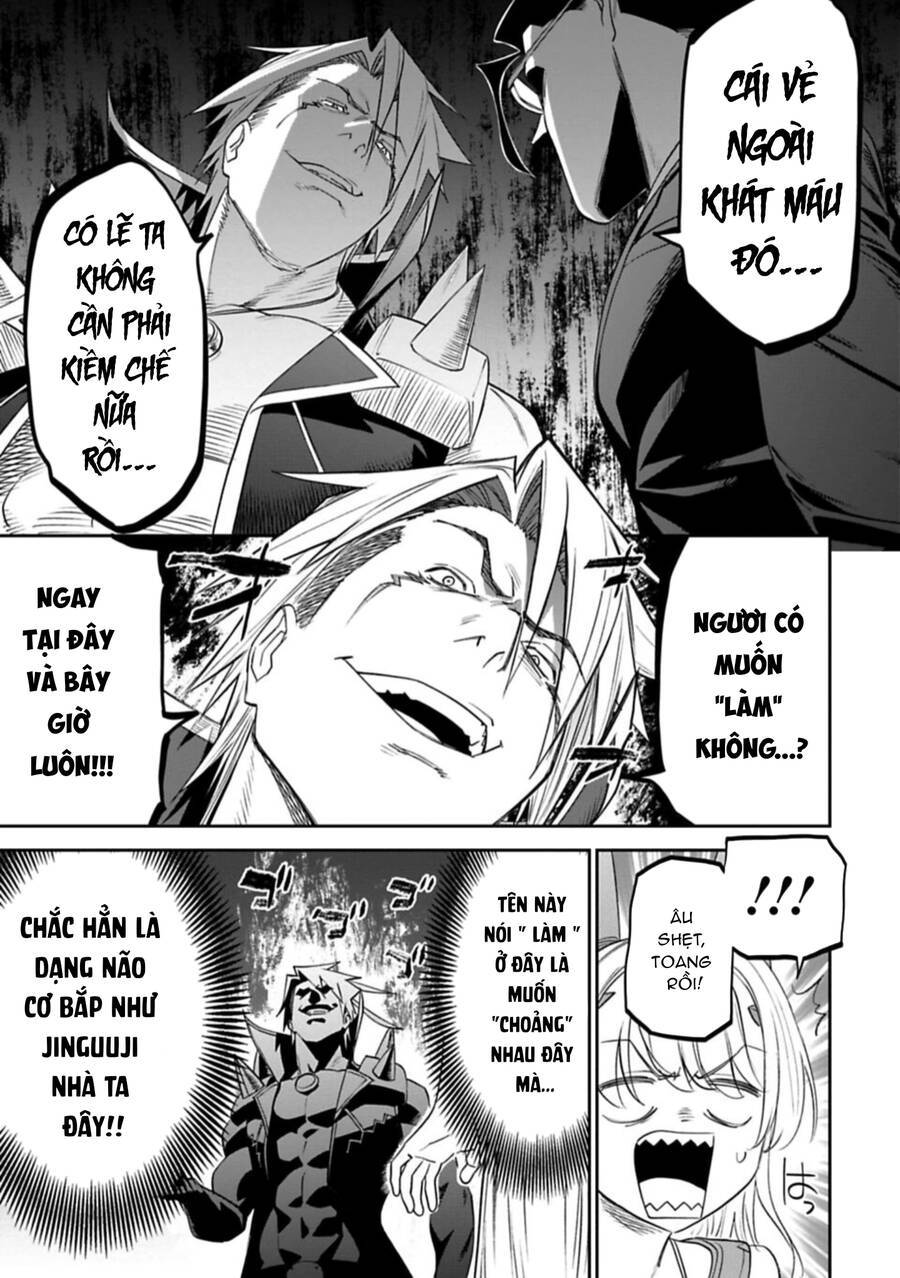 CÁI VẺ
NGOÀI
KHÁT MÁU
ĐÓ...
CÓ LẼ TA
KHÔNG
CẦN PHẢI
KIỀM CHẾ
NỮA
RỒI...
NGƯƠI CÓ
MUỐN
"LÀM"
KHÔNG...?
NGAY
TẠI ĐÂY
VÀ BÂY
GIỜ
LUÔN!!!
!!!!
ÂU
SHẸT,
TOANG
RỒI!
はっ
TÊN NÀY
NÓI " LÀM "
Ở ĐÂY LÀ
MUỐN
"CHOẢNG"
NHAU ĐÂY
MÀ...
CHẮC HẲN LÀ
DẠNG NÃO
CƠ BẮP NHƯ
JINGUUJI
NHÀ TA
ĐÂY!!